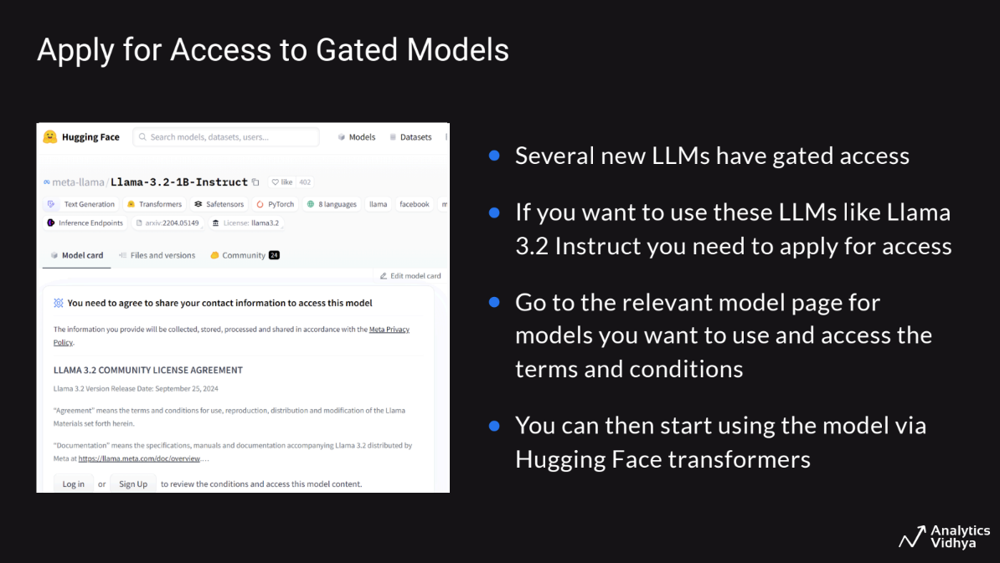 Apply for Access to Gated Models
Hugging Face
Search models, datasets, users...
Models
Datasets
meta-llama/Llama-3.2-1B-Instruct
like 402
Text Generation
Transformers
Safetensors
PyTorch
8 languages
llama
facebook
m
Inference Endpoints
arxiv:2204.05149
License: llama3.2
Model card
Files and versions
Community 24
Edit model card
You need to agree to share your contact information to access this model
The information you provide will be collected, stored, processed and shared in accordance with the Meta Privacy
Policy.
LLAMA 3.2 COMMUNITY LICENSE AGREEMENT
Llama 3.2 Version Release Date: September 25, 2024
“Agreement” means the terms and conditions for use, reproduction, distribution and modification of the Llama
Materials set forth herein.
“Documentation” means the specifications, manuals and documentation accompanying Llama 3.2 distributed by
Meta at https://llama.meta.com/doc/overview....
Log in or Sign Up to review the conditions and access this model content.
Several new LLMs have gated access
If you want to use these LLMs like Llama
3.2 Instruct you need to apply for access
Go to the relevant model page for
models you want to use and access the
terms and conditions
You can then start using the model via
Hugging Face transformers
Analytics
Vidhya